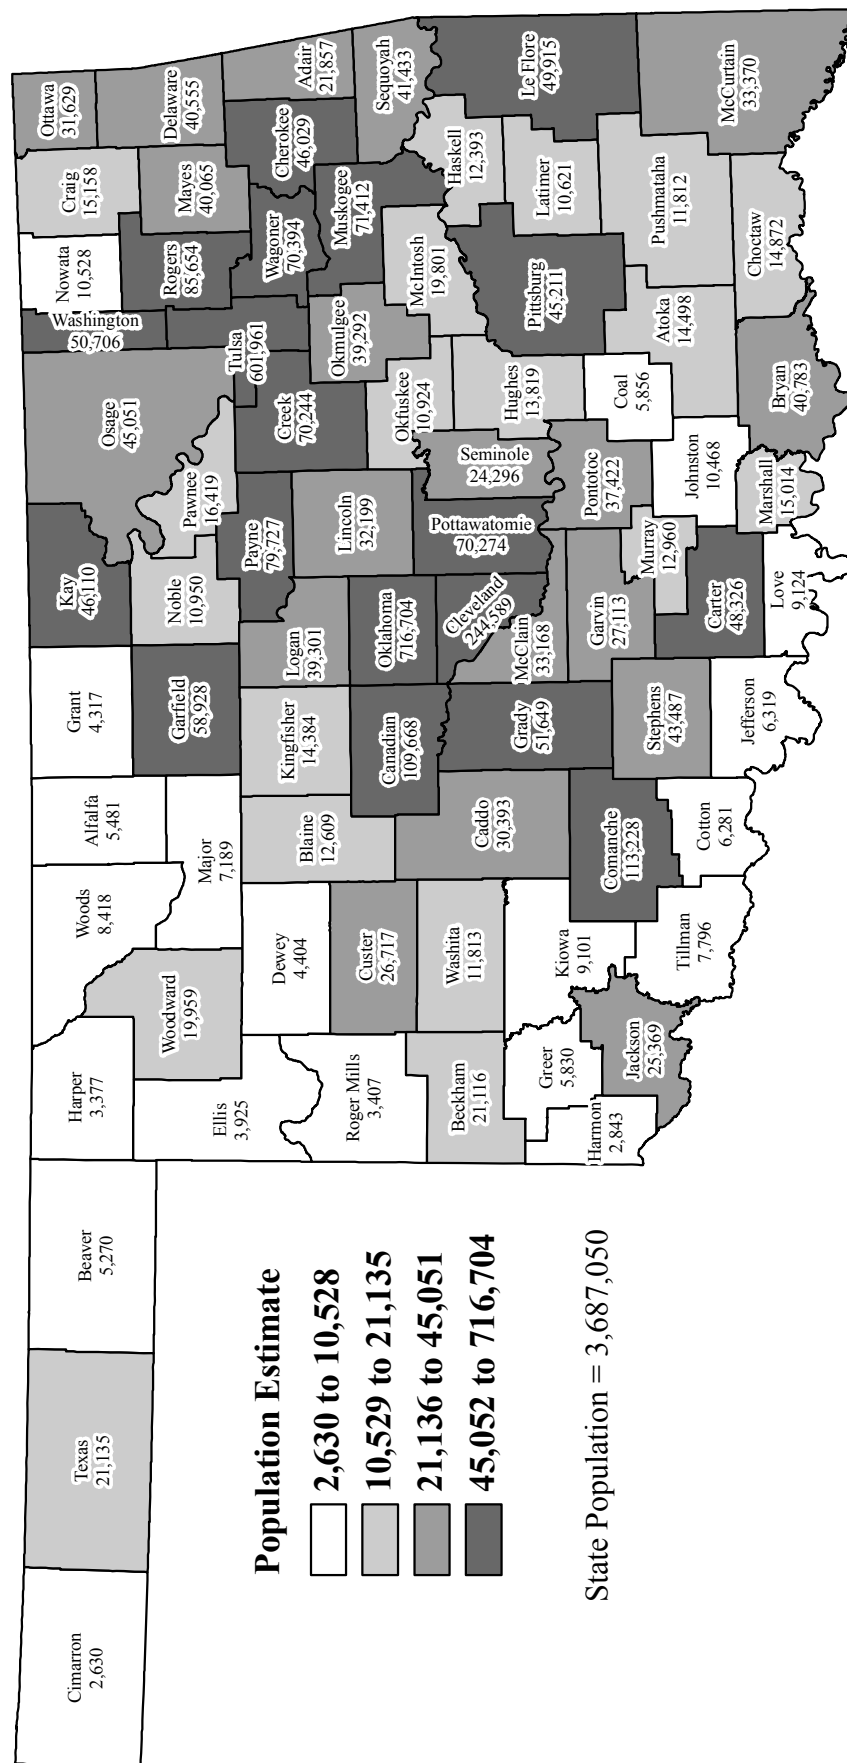 Cimarron
2,630
Texas
21,135
Beaver
5,270
Harper
3,377
Woods
8,418
Alfalfa
5,481
Grant
4,317
Kay
46,110
Osage
45,051
Washington
50,706
Nowata
10,528
Craig
15,158
Ottawa
31,629
Ellis
3,925
Woodward
19,959
Major
7,189
Garfield
58,928
Noble
10,950
Pawnee
16,419
Tulsa
601,961
Rogers
85,654
Mayes
40,065
Delaware
40,555
Dewey
4,404
Blaine
12,609
Kingfisher
14,384
Logan
39,301
Payne
79,727
Creek
70,244
Wagoner
70,394
Cherokee
46,029
Adair
21,857
Roger Mills
3,407
Custer
26,717
Canadian
109,668
Oklahoma
716,704
Lincoln
32,199
Okfuskee
10,924
Okmulgee
39,292
Muskogee
71,412
Sequoyah
41,433
Beckham
21,116
Washita
11,813
Caddo
30,393
Grady
51,649
McClain
33,168
Cleveland
244,589
Pottawatomie
70,274
Seminole
24,296
Hughes
13,819
McIntosh
19,801
Haskell
12,393
Harmon
2,843
Greer
5,830
Kiowa
9,101
Comanche
113,228
Stephens
43,487
Garvin
27,113
Pontotoc
37,422
Coal
5,856
Pittsburg
45,211
Latimer
10,621
Le Flore
49,915
Jackson
25,369
Tillman
7,796
Cotton
6,281
Jefferson
6,319
Carter
48,326
Murray
12,960
Johnston
10,468
Atoka
14,498
Pushmataha
11,812
McCurtain
33,370
Love
9,124
Marshall
15,014
Bryan
40,783
Choctaw
14,872
Population Estimate
2,630 to 10,528
10,529 to 21,135
21,136 to 45,051
45,052 to 716,704
State Population = 3,687,050